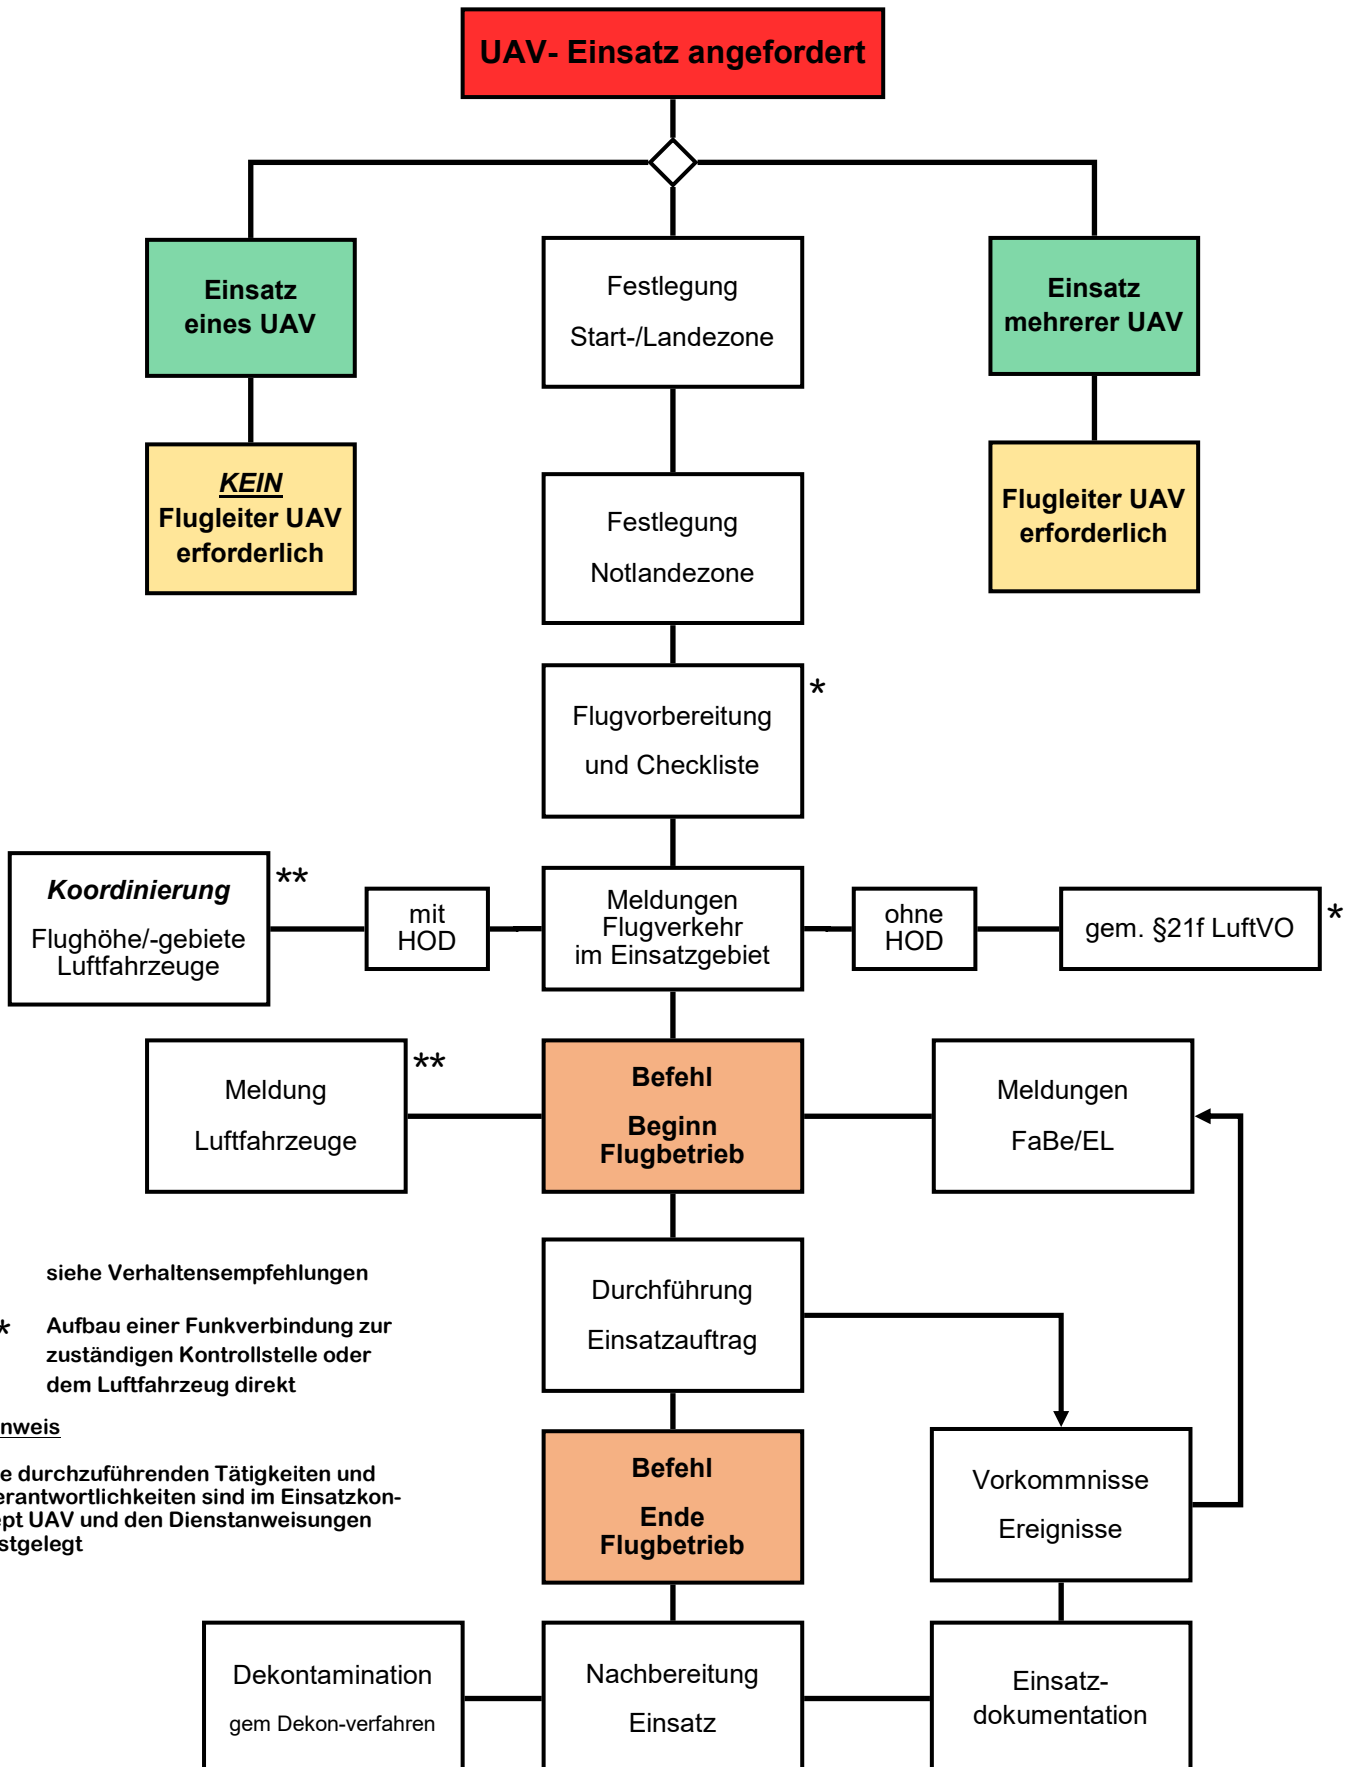 UAV- Einsatz angefordert
Einsatz
eines UAV
Festlegung
Start-/Landezone
Einsatz
mehrerer UAV
KEIN
Flugleiter UAV
erforderlich
Festlegung
Notlandezone
Flugleiter UAV
erforderlich
Flugvorbereitung
und Checkliste
*
Koordinierung
Flughöhe/-gebiete
Luftfahrzeuge
**
mit
HOD
Meldungen
Flugverkehr
im Einsatzgebiet
ohne
HOD
gem. §21f LuftVO
*
Meldung
Luftfahrzeuge
**
Befehl
Beginn
Flugbetrieb
Meldungen
FaBe/EL
siehe Verhaltensempfehlungen
* Aufbau einer Funkverbindung zur
zuständigen Kontrollstelle oder
dem Luftfahrzeug direkt
nweis
e durchzuführenden Tätigkeiten und
erantwortlichkeiten sind im Einsatzkon-
ept UAV und den Dienstanweisungen
stgelegt
Durchführung
Einsatzauftrag
Befehl
Ende
Flugbetrieb
Vorkommnisse
Ereignisse
Dekontamination
gem Dekon-verfahren
Nachbereitung
Einsatz
Einsatz-
dokumentation